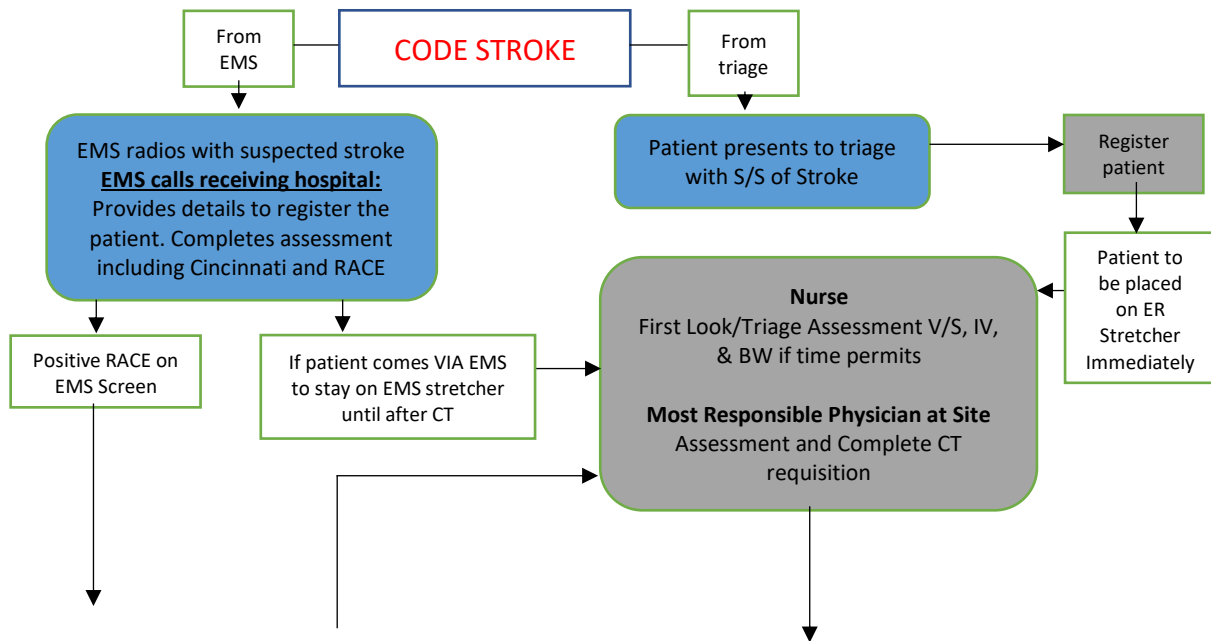 From
EMS
CODE STROKE
From
triage
EMS radios with suspected stroke
EMS calls receiving hospital:
Provides details to register the
patient. Completes assessment
including Cincinnati and RACE
Patient presents to triage
with S/S of Stroke
Register
patient
Patient to
be placed
on ER
Stretcher
Immediately
Positive RACE on
EMS Screen
If patient comes VIA EMS
to stay on EMS stretcher
until after CT
Nurse
First Look/Triage Assessment V/S, IV,
& BW if time permits
Most Responsible Physician at Site
Assessment and Complete CT
requisition